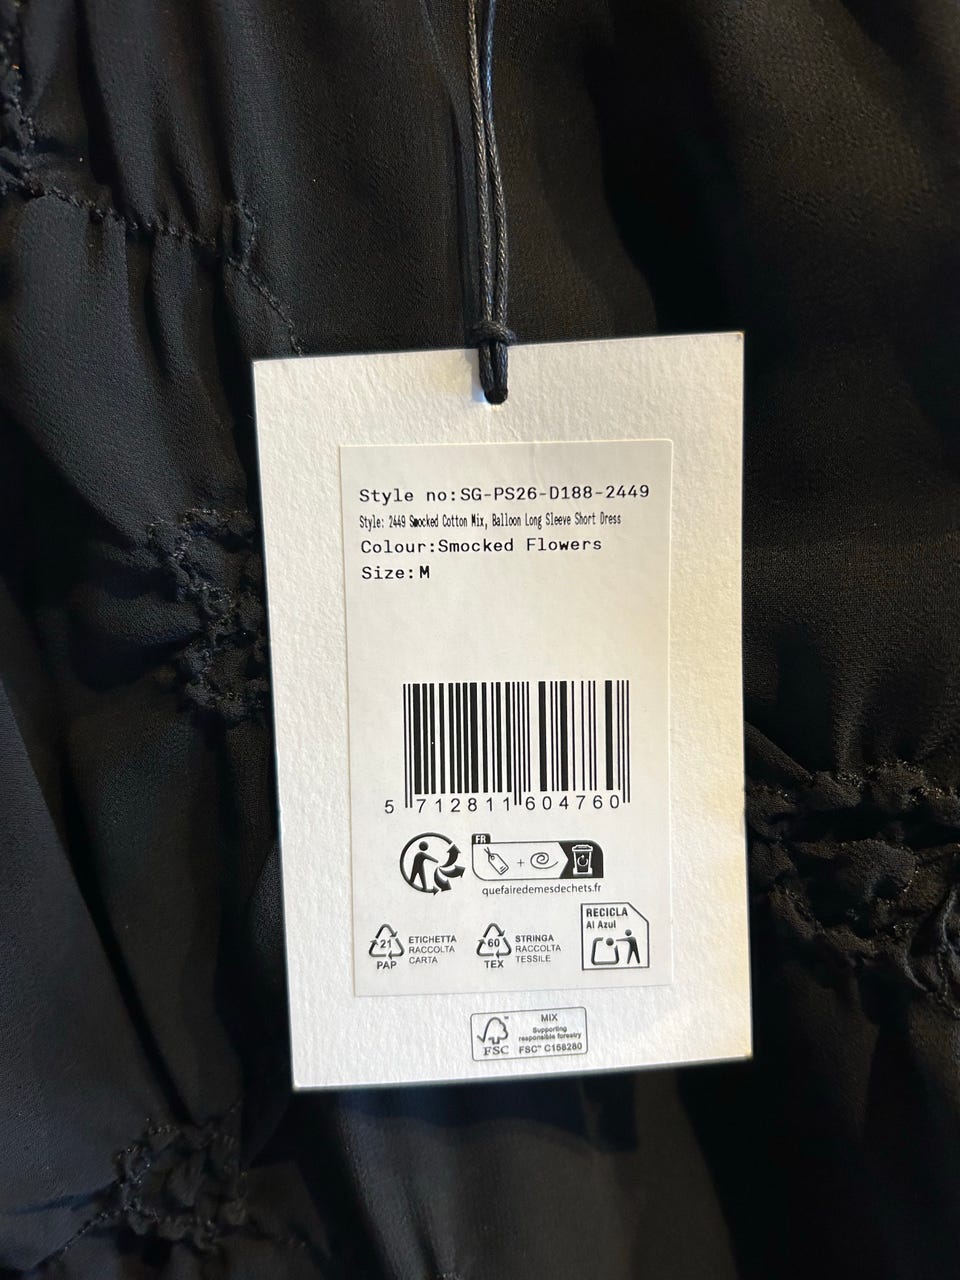 Style no:SG-PS26-D188-2449
Style: 2449 Smocked Cotton Mix, Balloon Long Sleeve Short Dress
Colour:Smocked Flowers
Size:M
5 712811 604760
FR
quefairedemesdechets.fr
21
PAP
ETICHETTA
RACCOLTA
CARTA
60
TEX
STRINGA
RACCOLTA
TESSILE
RECICLA
Al Azul
FSC
MIX
Supporting
responsible forestry
FSC™ C168280